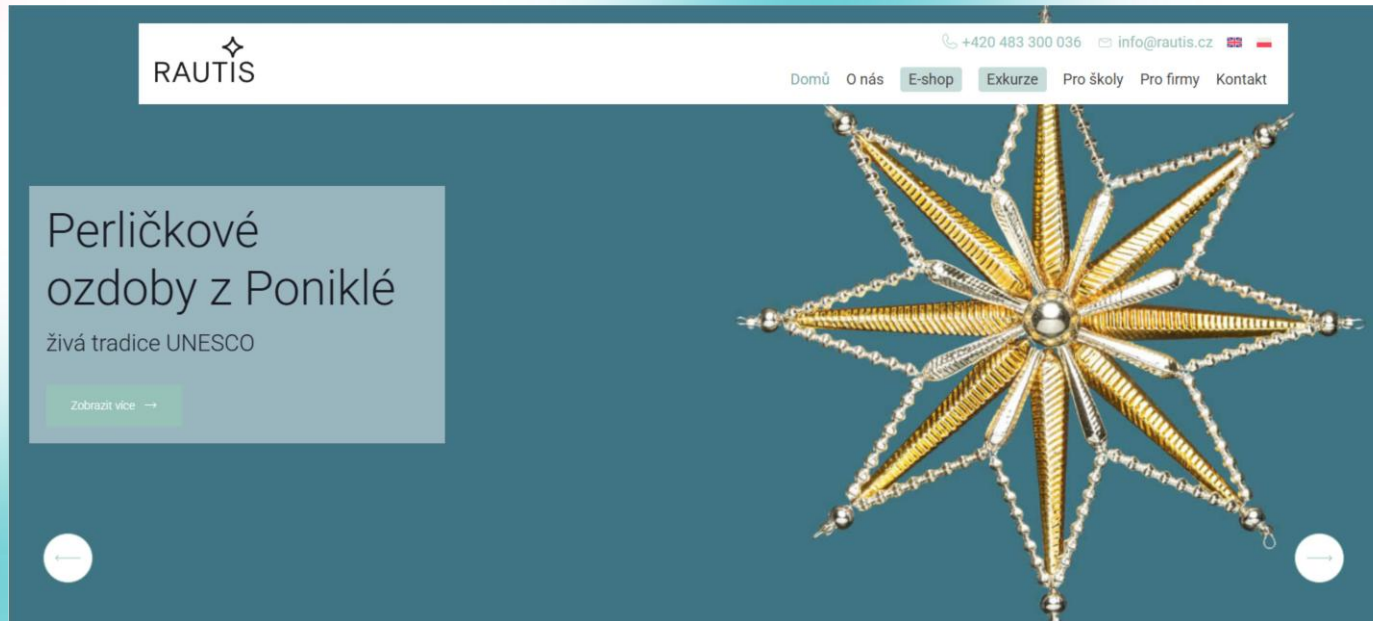 RAUTIS
+420 483 300 036 info@rautis.cz
Domů O nás E-shop Exkurze Pro školy Pro firmy Kontakt
Perličkové
ozdoby z Poniklé
živá tradice UNESCO
Zobrazit více →